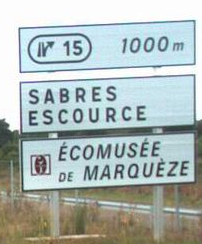 15 1000 m
SABRES
ESCOURCE
ÉCOMUSÉE
DE MARQUÈZE